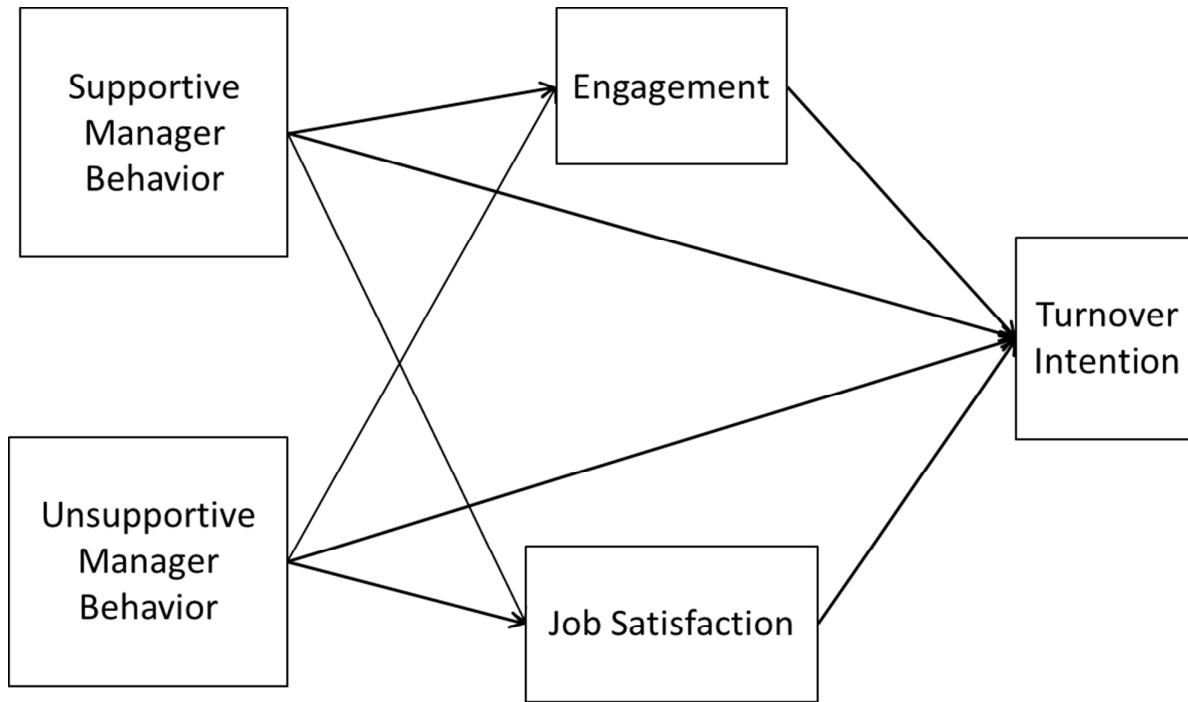 Supportive
Manager
Behavior
Engagement
Turnover
Intention
Unsupportive
Manager
Behavior
Job Satisfaction